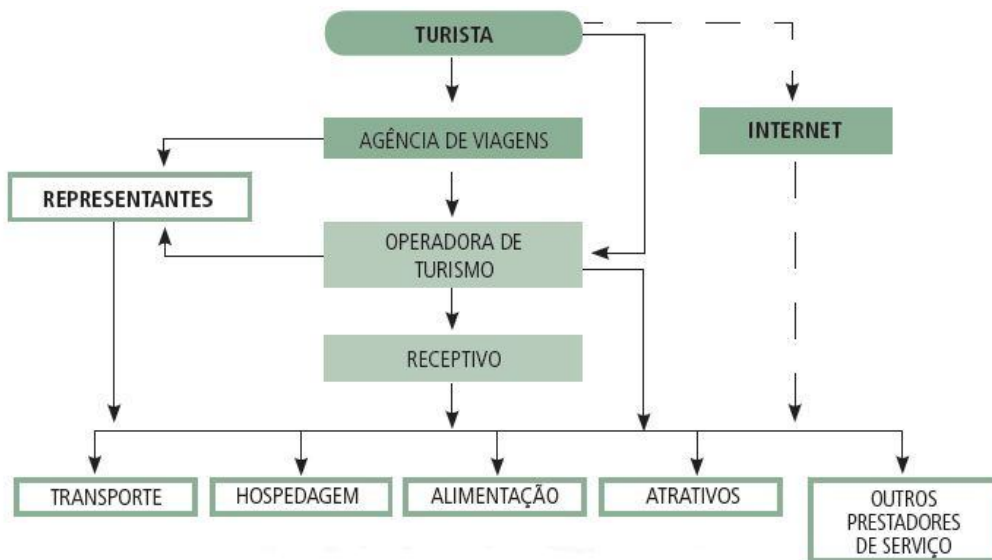 TURISTA
INTERNET
AGÊNCIA DE VIAGENS
REPRESENTANTES
OPERADORA DE
TURISMO
RECEPTIVO
TRANSPORTE
HOSPEDAGEM
ALIMENTAÇÃO
ATRATIVOS
OUTROS
PRESTADORES
DE SERVIÇO